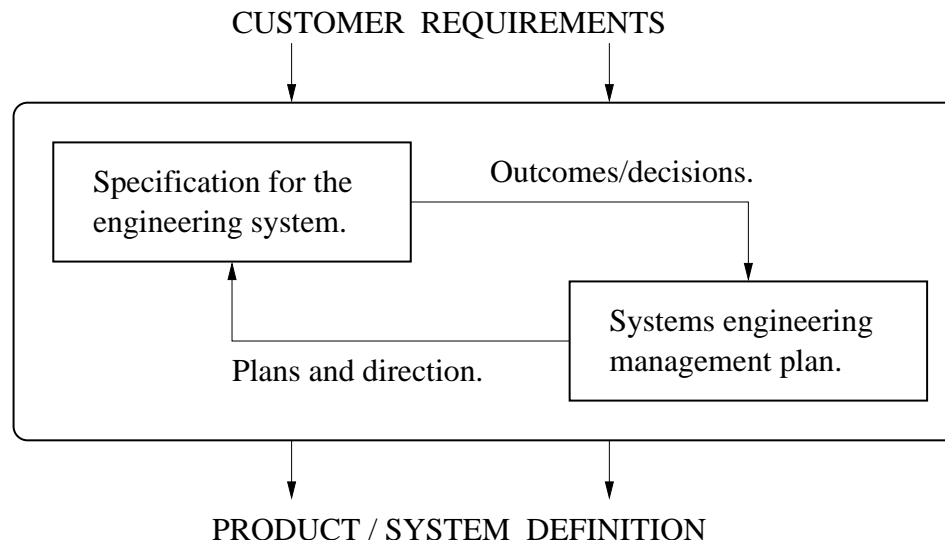 CUSTOMER REQUIREMENTS
Specification for the
engineering system.
Outcomes/decisions.
Systems engineering
management plan.
Plans and direction.
PRODUCT / SYSTEM DEFINITION